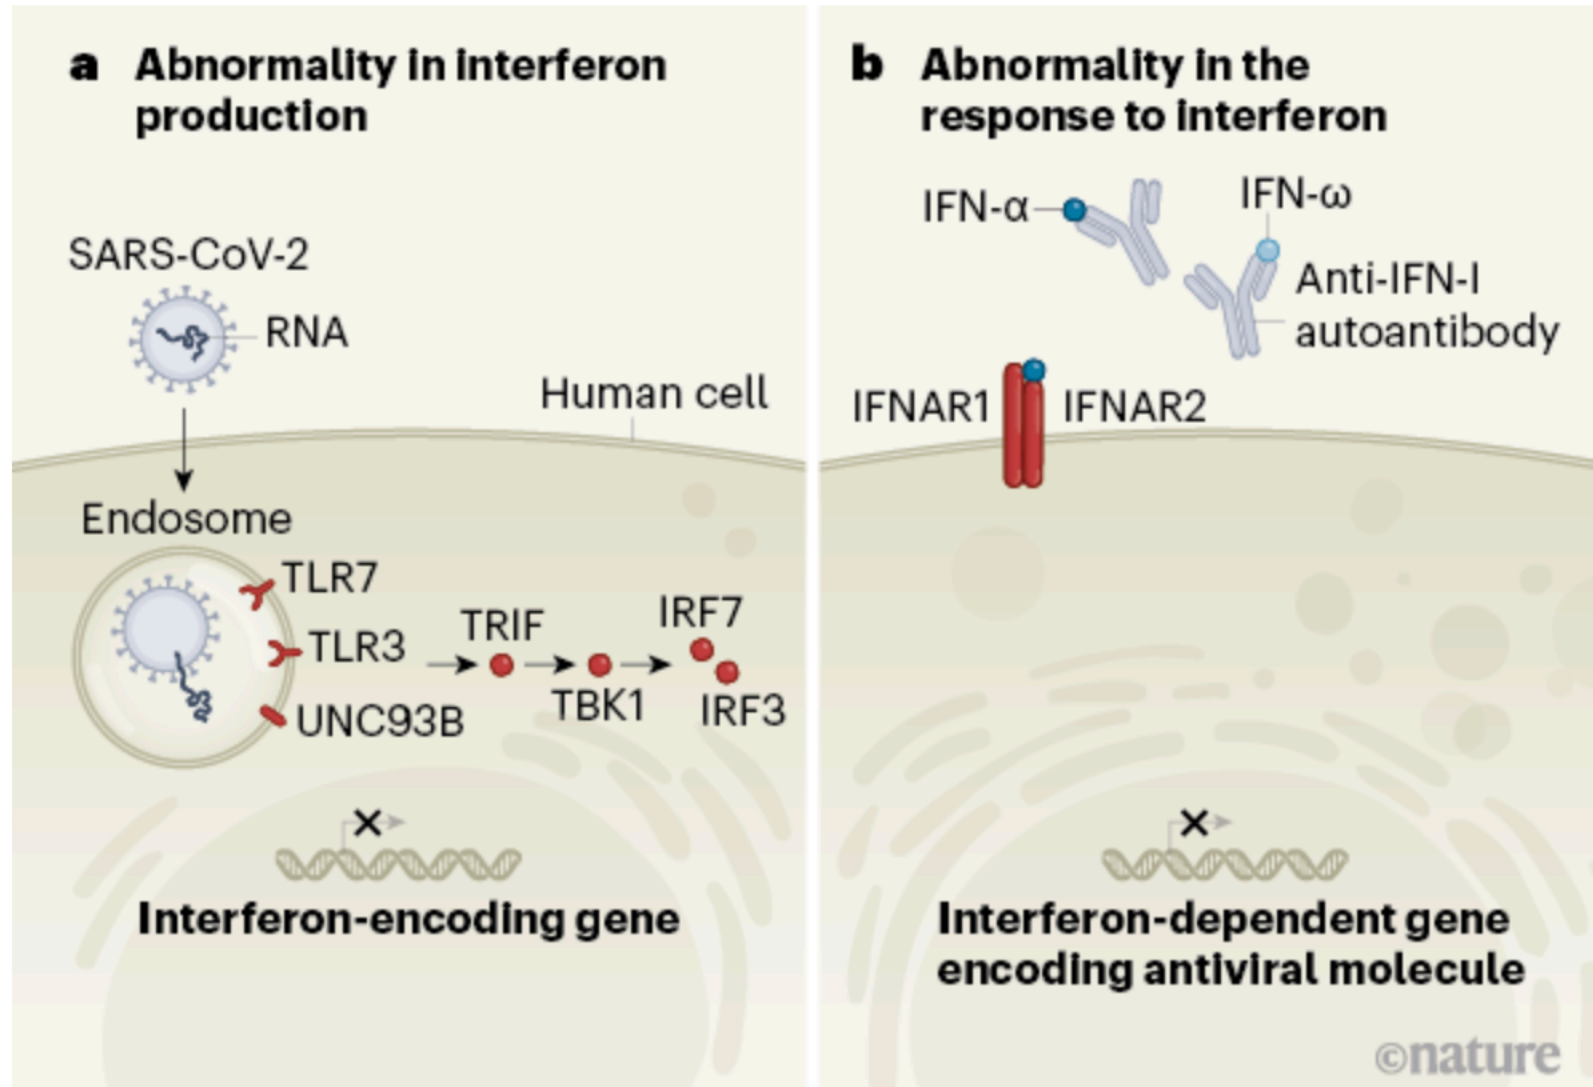 a Abnormality in interferon
production
SARS-CoV-2
RNA
Human cell
Endosome
TLR7
TLR3
UNC93B
TRIF
TBK1
IRF7
IRF3
Interferon-encoding gene
b Abnormality in the
response to interferon
IFN-α
IFN-ω
Anti-IFN-I
autoantibody
IFNAR1
IFNAR2
Interferon-dependent gene
encoding antiviral molecule
©nature